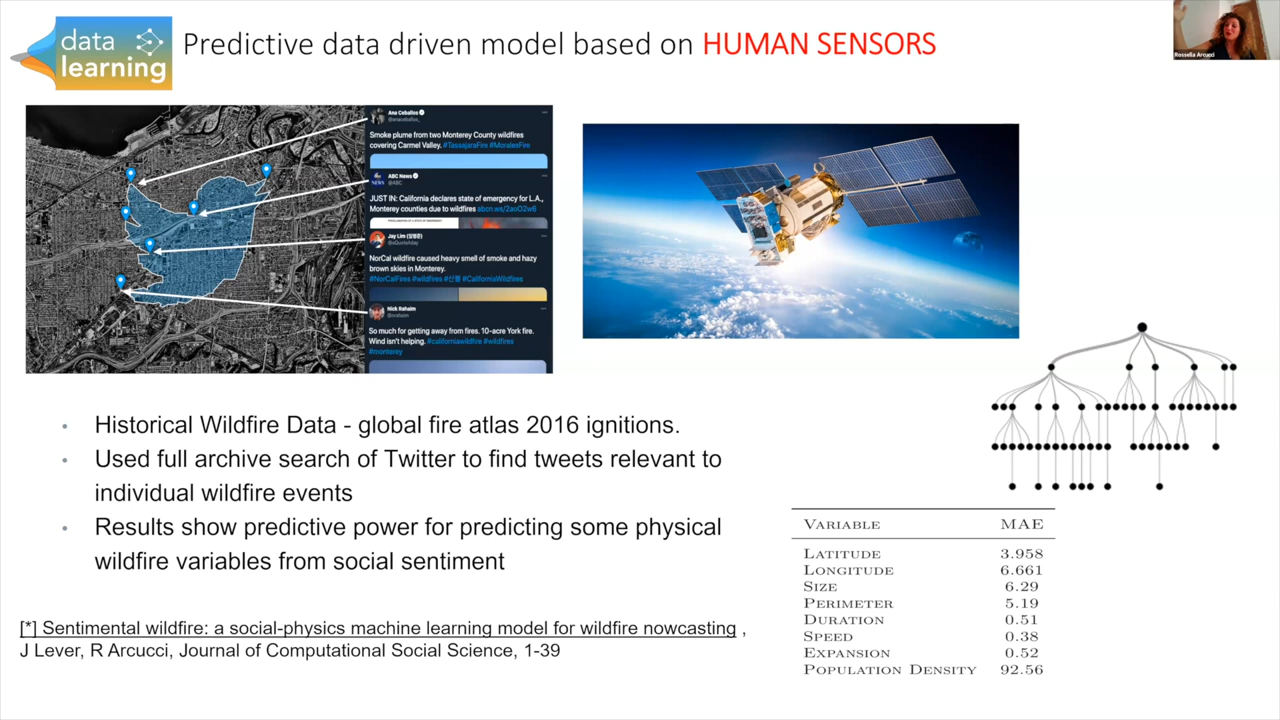 data
learning
Predictive data driven model based on HUMAN SENSORS
Rossella Arcucci
Ana Ceballos
@anaceballos_
Smoke plume from two Monterey County wildfires
covering Carmel Valley. #TassajaraFire #MoralesFire
ABC News
@ABC
JUST IN: California declares state of emergency for L.A.,
Monterey counties due to wildfires abcn.ws/2aoO2w6
Jay Lim
NorCal wildfire caused heavy smell of smoke and hazy
brown skies in Monterey.
#NorCalFires #wildfires #산불 #CaliforniaWildfires
Nick Rahaim
So much for getting away from fires. 10-acre York fire.
Wind isn't helping. #californiawildfire #wildfires
#monterey
• Historical Wildfire Data - global fire atlas 2016 ignitions.
• Used full archive search of Twitter to find tweets relevant to
individual wildfire events
• Results show predictive power for predicting some physical
wildfire variables from social sentiment
VARIABLE MAE
LATITUDE 3.958
LONGITUDE 6.661
SIZE 6.29
PERIMETER 5.19
DURATION 0.51
SPEED 0.38
EXPANSION 0.52
POPULATION DENSITY 92.56
[*] Sentimental wildfire: a social-physics machine learning model for wildfire nowcasting ,
J Lever, R Arcucci, Journal of Computational Social Science, 1-39